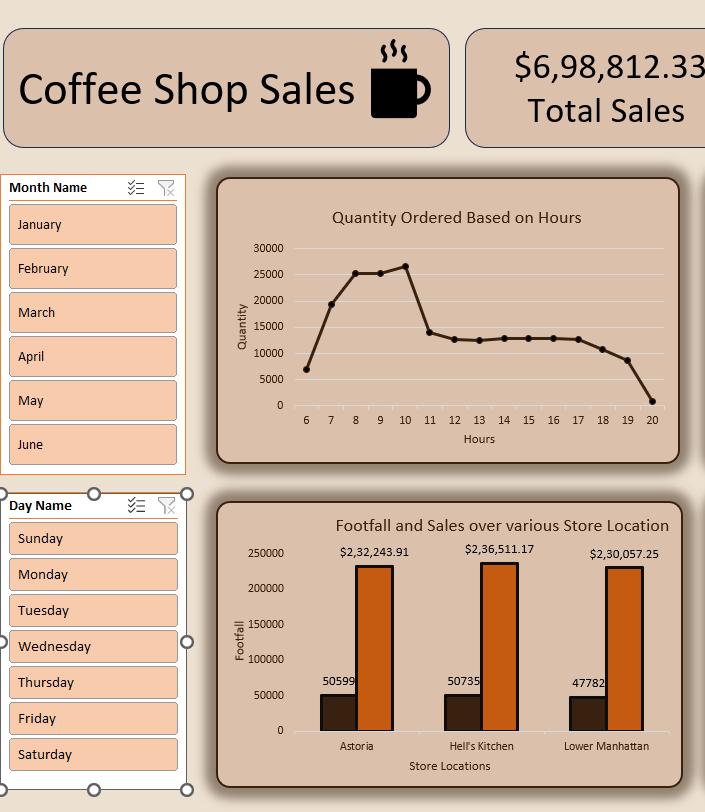 Coffee Shop Sales
$6,98,812.33
Total Sales
Month Name
January
February
March
April
May
June
Day Name
Sunday
Monday
Tuesday
Wednesday
Thursday
Friday
Saturday
Quantity Ordered Based on Hours
30000
25000
20000
15000
10000
5000
0
Quantity
6 7 8 9 10 11 12 13 14 15 16 17 18 19 20
Hours
Footfall and Sales over various Store Location
250000
200000
150000
100000
50000
0
Footfall
$2,32,243.91 $2,36,511.17 $2,30,057.25
50599 50735 47782
Astoria Hell's Kitchen Lower Manhattan
Store Locations